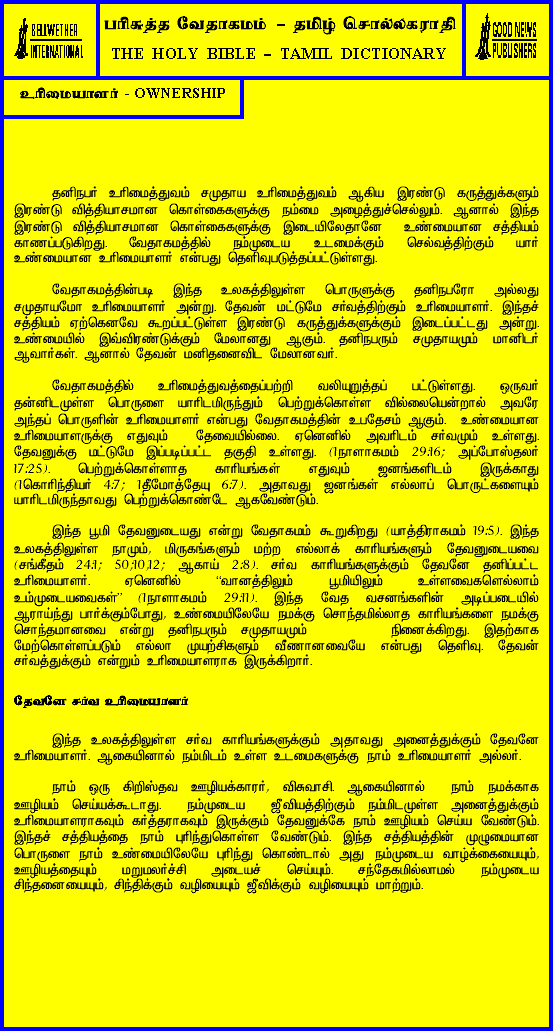 BELLWETHER
INTERNATIONAL
பரிசுத்த வேதாகமம் – தமிழ் சொல்லகராதி
THE HOLY BIBLE – TAMIL DICTIONARY
GOOD NEWS
PUBLISHERS
உரிமையாளர் - OWNERSHIP
தனிநபர் உரிமைத்துவம் சமுதாய உரிமைத்துவம் ஆகிய இரண்டு கருத்துக்களும்
இரண்டு வித்தியாசமான கொள்கைகளுக்கு நம்மை அழைத்துச்செல்லும். ஆனால் இந்த
இரண்டு வித்தியாசமான கொள்கைகளுக்கு இடையிலேதானே உண்மையான சத்தியம்
காணப்படுகிறது. வேதாகமத்தில் நம்முடைய உடமைக்கும் செல்வத்திற்கும் யார்
உண்மையான உரிமையாளர் என்பது தெளிவுபடுத்தப்பட்டுள்ளது.
வேதாகமத்தின்படி இந்த உலகத்திலுள்ள பொருளுக்கு தனிநபரோ அல்லது
சமுதாயமோ உரிமையாளர் அன்று. தேவன் மட்டுமே சர்வத்திற்கும் உரிமையாளர். இந்தச்
சத்தியம் ஏற்கெனவே கூறப்பட்டுள்ள இரண்டு கருத்துக்களுக்கும் இடைப்பட்டது அன்று.
உண்மையில் இவ்விரண்டுக்கும் மேலானது ஆகும். தனிநபரும் சமுதாயமும் மானிடர்
ஆவார்கள். ஆனால் தேவன் மனிதனைவிட மேலானவர்.
வேதாகமத்தில் உரிமைத்துவத்தைப்பற்றி வலியுறுத்தப் பட்டுள்ளது. ஒருவர்
தன்னிடமுள்ள பொருளை யாரிடமிருந்தும் பெற்றுக்கொள்ள வில்லையென்றால் அவரே
அந்தப் பொருளின் உரிமையாளர் என்பது வேதாகமத்தின் உபதேசம் ஆகும். உண்மையான
உரிமையாளருக்கு எதுவும் தேவையில்லை. ஏனெனில் அவரிடம் சர்வமும் உள்ளது.
தேவனுக்கு மட்டுமே இப்படிப்பட்ட தகுதி உள்ளது. (1நாளாகமம் 29:16; அப்போஸ்தலர்
17:25). பெற்றுக்கொள்ளாத காரியங்கள் எதுவும் ஜனங்களிடம் இருக்காது
(1கொரிந்தியர் 4:7; 1தீமோத்தேயு 6:7). அதாவது ஜனங்கள் எல்லாப் பொருட்களையும்
யாரிடமிருந்தாவது பெற்றுக்கொண்டே ஆகவேண்டும்.
இந்த பூமி தேவனுடையது என்று வேதாகமம் கூறுகிறது (யாத்திராகமம் 19:5). இந்த
உலகத்திலுள்ள நாமும், மிருகங்களும் மற்ற எல்லாக் காரியங்களும் தேவனுடையவை
(சங்கீதம் 24:1; 50;10,12; ஆகாய் 2:8). சர்வ காரியங்களுக்கும் தேவனே தனிப்பட்ட
உரிமையாளர். ஏனெனில் "வானத்திலும் பூமியிலும் உள்ளவைகளெல்லாம்
உம்முடையவைகள்" (1நாளாகமம் 29:11). இந்த வேத வசனங்களின் அடிப்படையில்
ஆராய்ந்து பார்க்கும்போது, உண்மையிலேயே நமக்கு சொந்தமில்லாத காரியங்களை நமக்கு
சொந்தமானவை என்று தனிநபரும் சமுதாயமும் நினைக்கிறது. இதற்காக
மேற்கொள்ளப்படும் எல்லா முயற்சிகளும் வீணானவையே என்பது தெளிவு. தேவன்
சர்வத்துக்கும் என்றும் உரிமையாளராக இருக்கிறார்.
தேவனே சர்வ உரிமையாளர்
இந்த உலகத்திலுள்ள சர்வ காரியங்களுக்கும் அதாவது அனைத்துக்கும் தேவனே
உரிமையாளர். ஆகையினால் நம்மிடம் உள்ள உடமைகளுக்கு நாம் உரிமையாளர் அல்லர்.
நாம் ஒரு கிறிஸ்தவ ஊழியக்காரர், விசுவாசி. ஆகையினால் நாம் நமக்காக
ஊழியம் செய்யக்கூடாது. நம்முடைய ஜீவியத்திற்கும் நம்மிடமுள்ள அனைத்துக்கும்
உரிமையாளராகவும் கர்த்தராகவும் இருக்கும் தேவனுக்கே நாம் ஊழியம் செய்ய வேண்டும்.
இந்தச் சத்தியத்தை நாம் புரிந்துகொள்ள வேண்டும். இந்த சத்தியத்தின் முழுமையான
பொருளை நாம் உண்மையிலேயே புரிந்து கொண்டால் அது நம்முடைய வாழ்க்கையையும்,
ஊழியத்தையும் மறுமலர்ச்சி அடையச் செய்யும். சந்தேகமில்லாமல் நம்முடைய
சிந்தனையையும், சிந்திக்கும் வழியையும் ஜீவிக்கும் வழியையும் மாற்றும்.